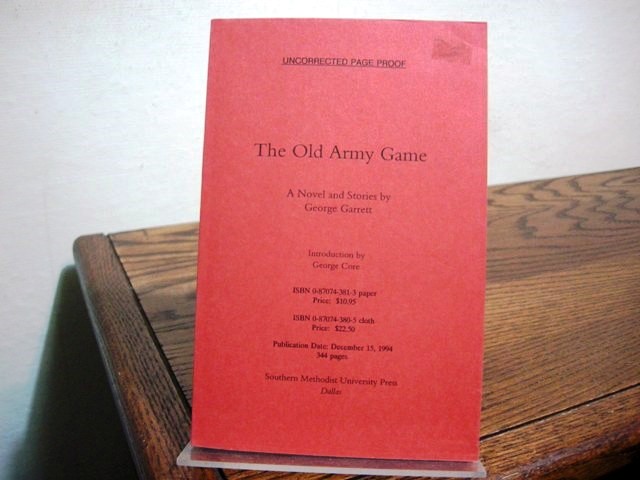 UNCORRECTED PAGE PROOF
The Old Army Game
A Novel and Stories by
George Garrett
Introduction by
George Core
ISBN 0-87074-381-3 paper
Price: $10.95
ISBN 0-87074-380-5 cloth
Price: $22.50
Publication Date: December 15, 1994
344 pages
Southern Methodist University Press
Dallas